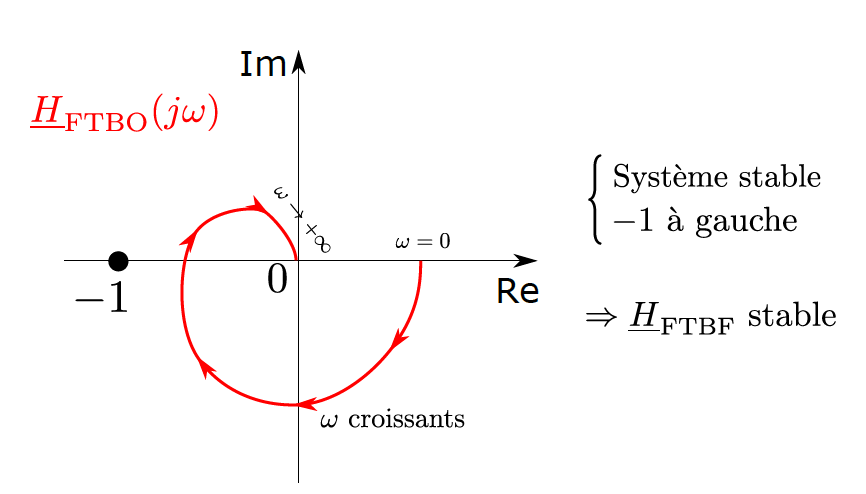 Im
H_FTBO(jω)
ω → +∞
Système stable
−1 à gauche
ω = 0
0
−1
Re
⇒ H_FTBF stable
ω croissants